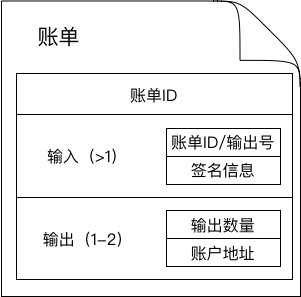 账单
账单ID
输入（>1）
账单ID/输出号
签名信息
输出（1-2）
输出数量
账户地址